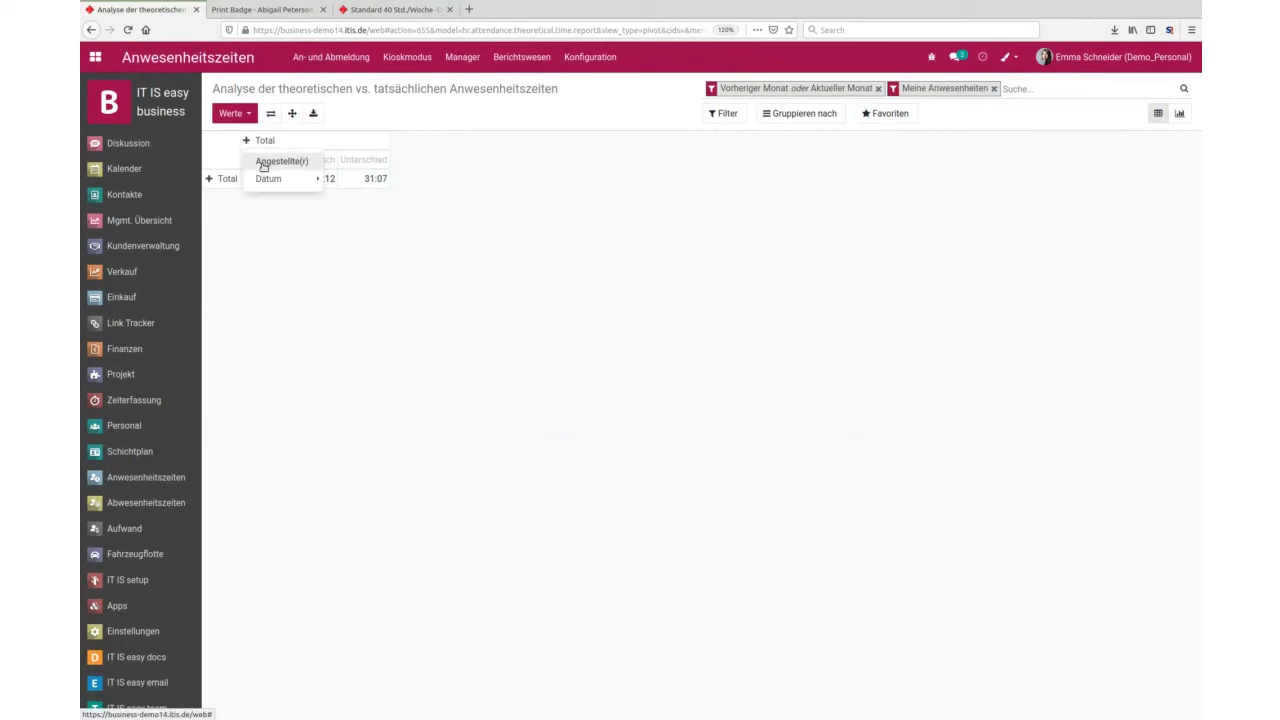 Analyse der theoretischen
Print Badge - Abigail Peterson
Standard 40 Std./Woche
https://business-demo14.itis.de/web#action=655&model=hr.attendance.theoretical.time.report&view_type=pivot&cids=&me
120%
Search
Anwesenheitszeiten
An- und Abmeldung
Kioskmodus
Manager
Berichtswesen
Konfiguration
Emma Schneider (Demo_Personal)
B
IT IS easy
business
Analyse der theoretischen vs. tatsächlichen Anwesenheitszeiten
Vorheriger Monat oder Aktueller Monat
Meine Anwesenheiten
Suche...
Werte
Filter
Gruppieren nach
Favoriten
Total
Angestellte(r)
sch
Unterschied
Total
Datum
:12
31:07
Diskussion
Kalender
Kontakte
Mgmt. Übersicht
Kundenverwaltung
Verkauf
Einkauf
Link Tracker
Finanzen
Projekt
Zeiterfassung
Personal
Schichtplan
Anwesenheitszeiten
Abwesenheitszeiten
Aufwand
Fahrzeugflotte
IT IS setup
Apps
Einstellungen
D
IT IS easy docs
E
IT IS easy email
https://business-demo14.itis.de/web#